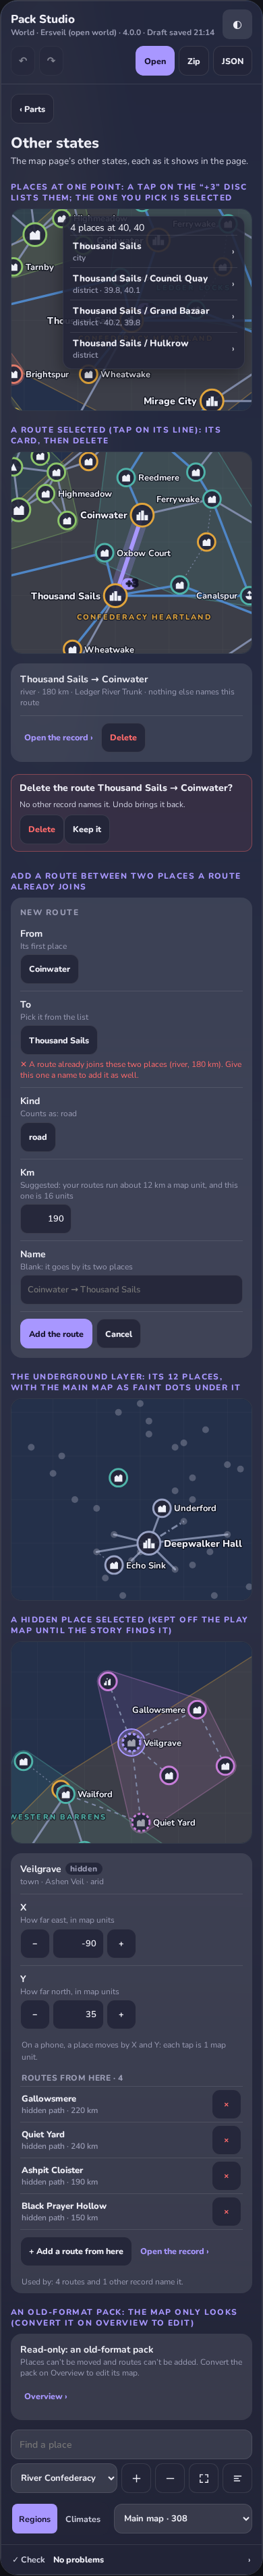 Pack Studio
World · Ersveil (open world) · 4.0.0 · Draft saved 21:14
Open
Zip
JSON
‹ Parts
Other states
The map page's other states, each as it shows in the page.
PLACES AT ONE POINT: A TAP ON THE “+3” DISC
LISTS THEM; THE ONE YOU PICK IS SELECTED
4 places at 40, 40
Thousand Sails
city
Thousand Sails / Council Quay
district · 39.8, 40.1
Thousand Sails / Grand Bazaar
district · 40.2, 39.8
Thousand Sails / Hulkrow
district
Ferrywake
Tarnby
Tho
Brightspur
Wheatwake
Mirage City
A ROUTE SELECTED (TAP ON ITS LINE): ITS
CARD, THEN DELETE
Reedmere
Highmeadow
Ferrywake
Coinwater
Oxbow Court
+3
Thousand Sails
Canalspur
CONFEDERACY HEARTLAND
Wheatwake
Thousand Sails → Coinwater
river · 180 km · Ledger River Trunk · nothing else names this
route
Open the record ›
Delete
Delete the route Thousand Sails → Coinwater?
No other record names it. Undo brings it back.
Delete
Keep it
ADD A ROUTE BETWEEN TWO PLACES A ROUTE
ALREADY JOINS
NEW ROUTE
From
Its first place
Coinwater
To
Pick it from the list
Thousand Sails
✕ A route already joins these two places (river, 180 km). Give
this one a name to add it as well.
Kind
Counts as: road
road
Km
Suggested: your routes run about 12 km a map unit, and this
one is 16 units
190
Name
Blank: it goes by its two places
Coinwater → Thousand Sails
Add the route
Cancel
THE UNDERGROUND LAYER: ITS 12 PLACES,
WITH THE MAIN MAP AS FAINT DOTS UNDER IT
Underford
Deepwalker Hall
Echo Sink
A HIDDEN PLACE SELECTED (KEPT OFF THE PLAY
MAP UNTIL THE STORY FINDS IT)
Gallowsmere
Veilgrave
Wailford
WESTERN BARRENS
Quiet Yard
Veilgrave hidden
town · Ashen Veil · arid
X
How far east, in map units
− -90 +
Y
How far north, in map units
− 35 +
On a phone, a place moves by X and Y: each tap is 1 map
unit.
ROUTES FROM HERE · 4
Gallowsmere
hidden path · 220 km
×
Quiet Yard
hidden path · 240 km
×
Ashpit Cloister
hidden path · 190 km
×
Black Prayer Hollow
hidden path · 150 km
×
+ Add a route from here
Open the record ›
Used by: 4 routes and 1 other record name it.
AN OLD-FORMAT PACK: THE MAP ONLY LOOKS
(CONVERT IT ON OVERVIEW TO EDIT)
Read-only: an old-format pack
Places can't be moved and routes can't be added. Convert the
pack on Overview to edit its map.
Overview ›
Find a place
River Confederacy
Regions
Climates
Main map · 308
✓ Check No problems ›